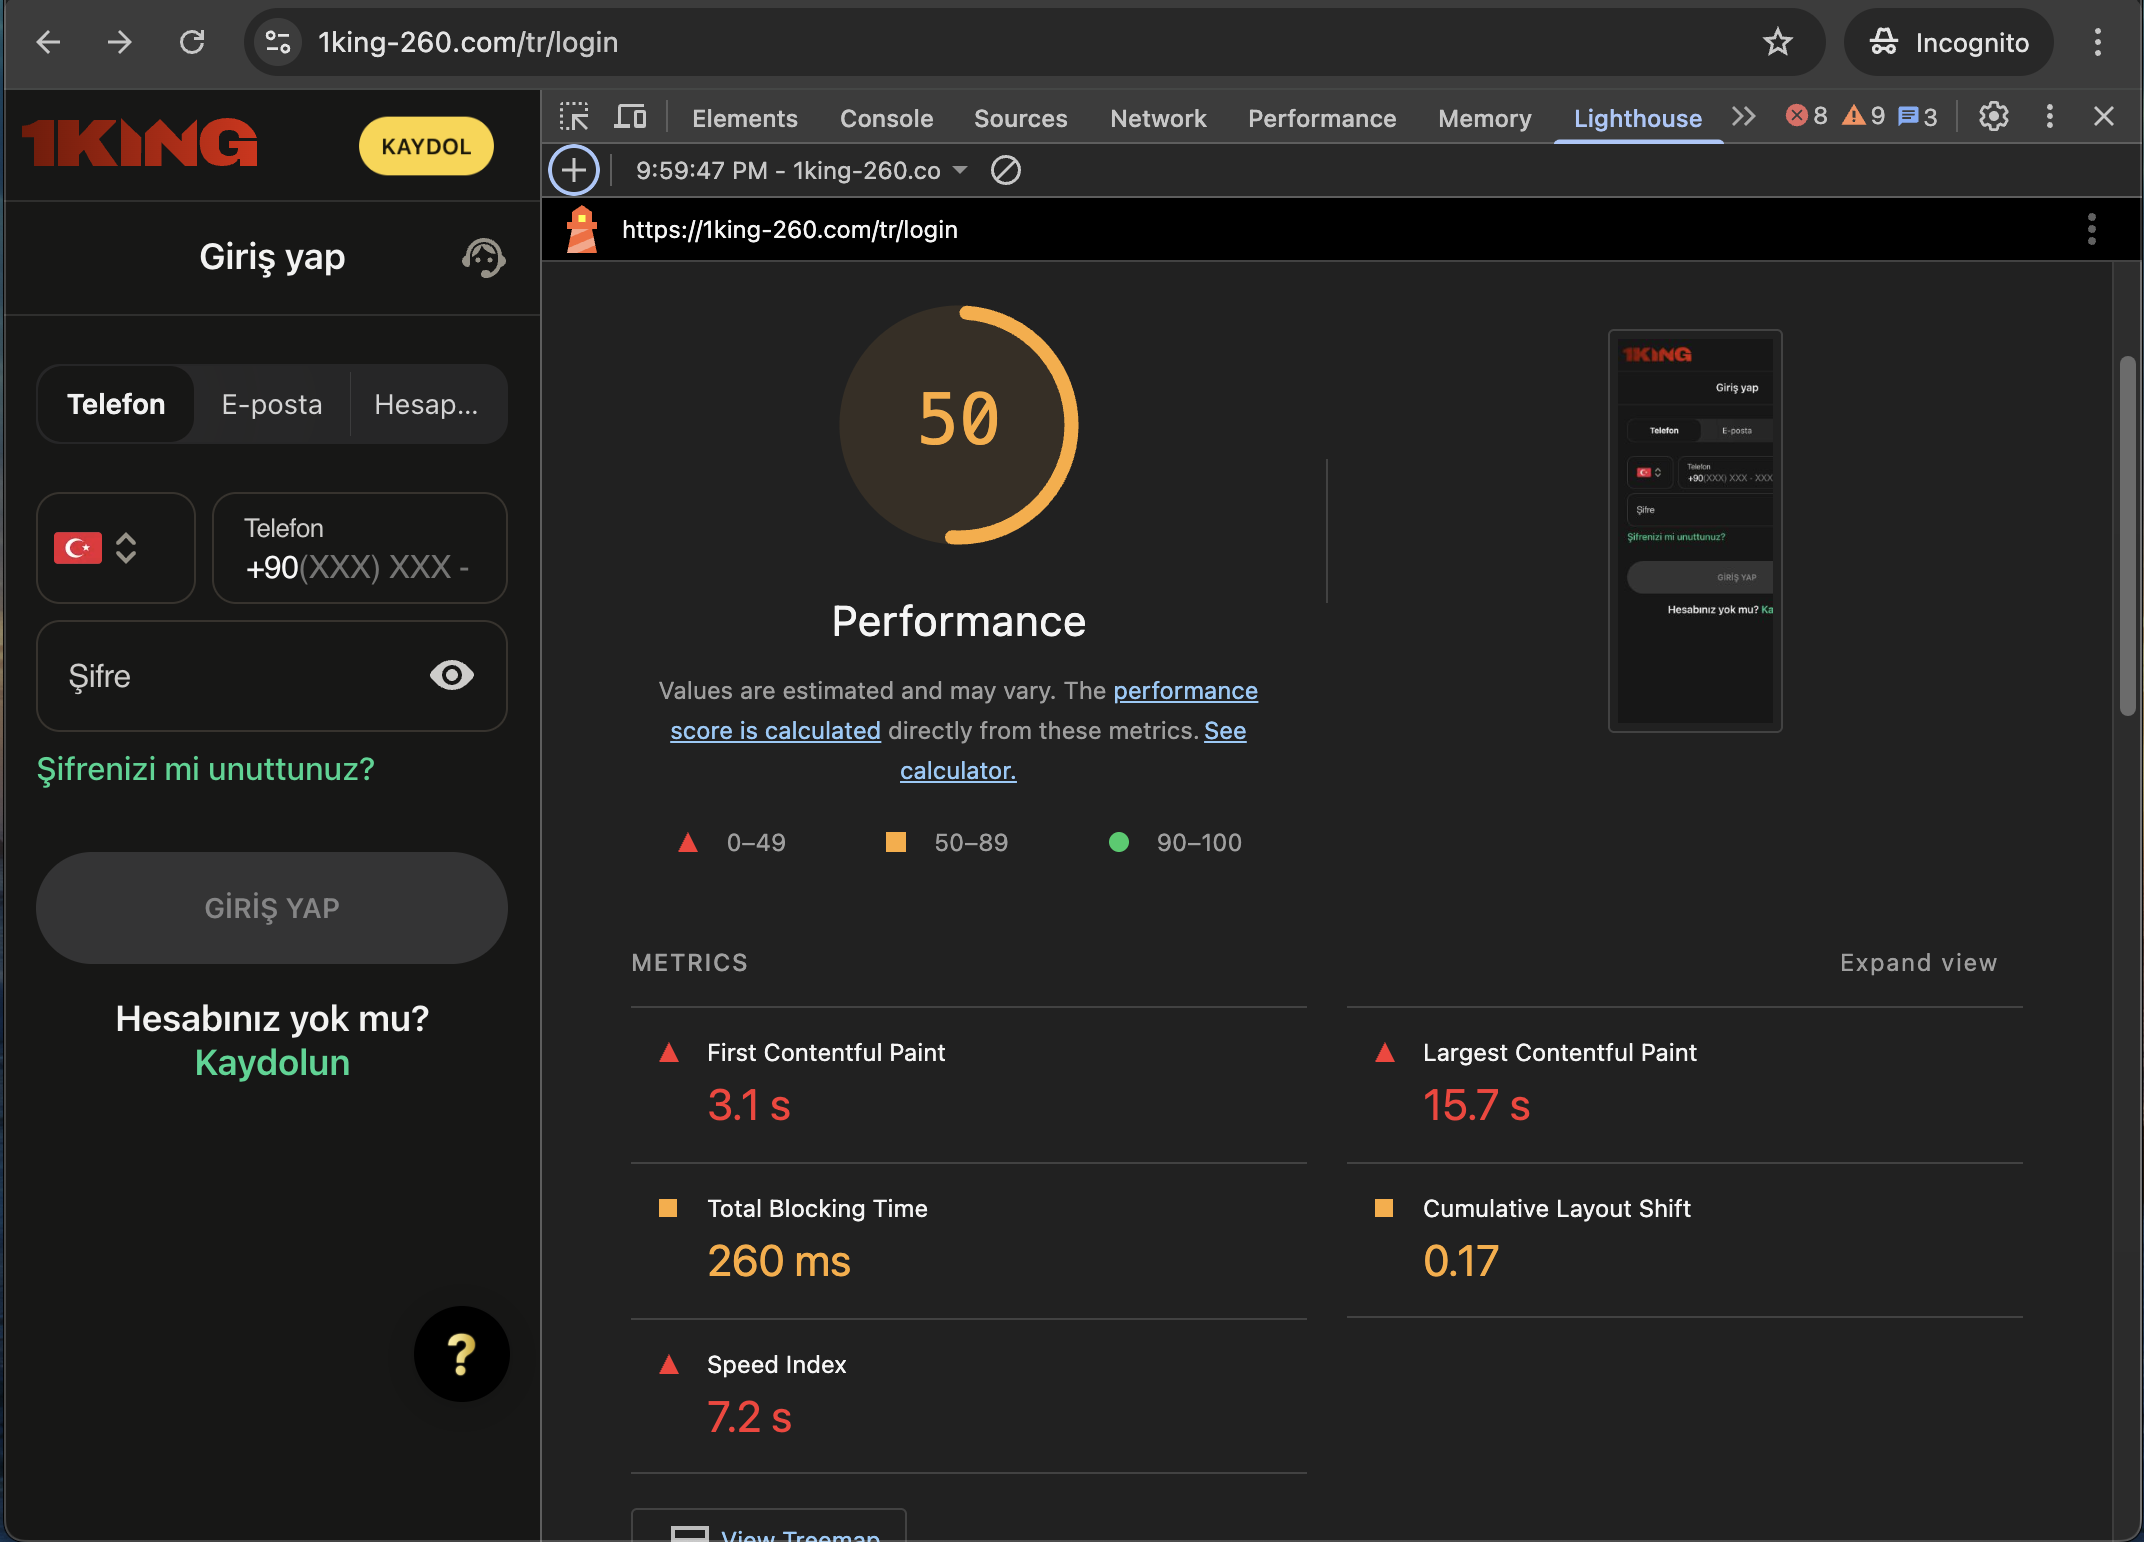 1king-260.com/tr/login
Incognito
1KING
KAYDOL
Giriş yap
Telefon
E-posta
Hesap...
Telefon
+90(XXX) XXX -
Şifre
Şifrenizi mi unuttunuz?
GİRİŞ YAP
Hesabınız yok mu?
Kaydolun
?
Elements
Console
Sources
Network
Performance
Memory
Lighthouse
8
9
3
9:59:47 PM - 1king-260.co
https://1king-260.com/tr/login
50
Performance
Values are estimated and may vary. The performance
score is calculated directly from these metrics. See
calculator.
0–49
50–89
90–100
1KING
Giriş yap
Telefon
E-posta
Telefon
+90(XXX) XXX - XXX
Şifre
Şifrenizi mi unuttunuz?
GİRİŞ YAP
Hesabınız yok mu? Ka
METRICS
Expand view
First Contentful Paint
3.1 s
Largest Contentful Paint
15.7 s
Total Blocking Time
260 ms
Cumulative Layout Shift
0.17
Speed Index
7.2 s
View Treemap